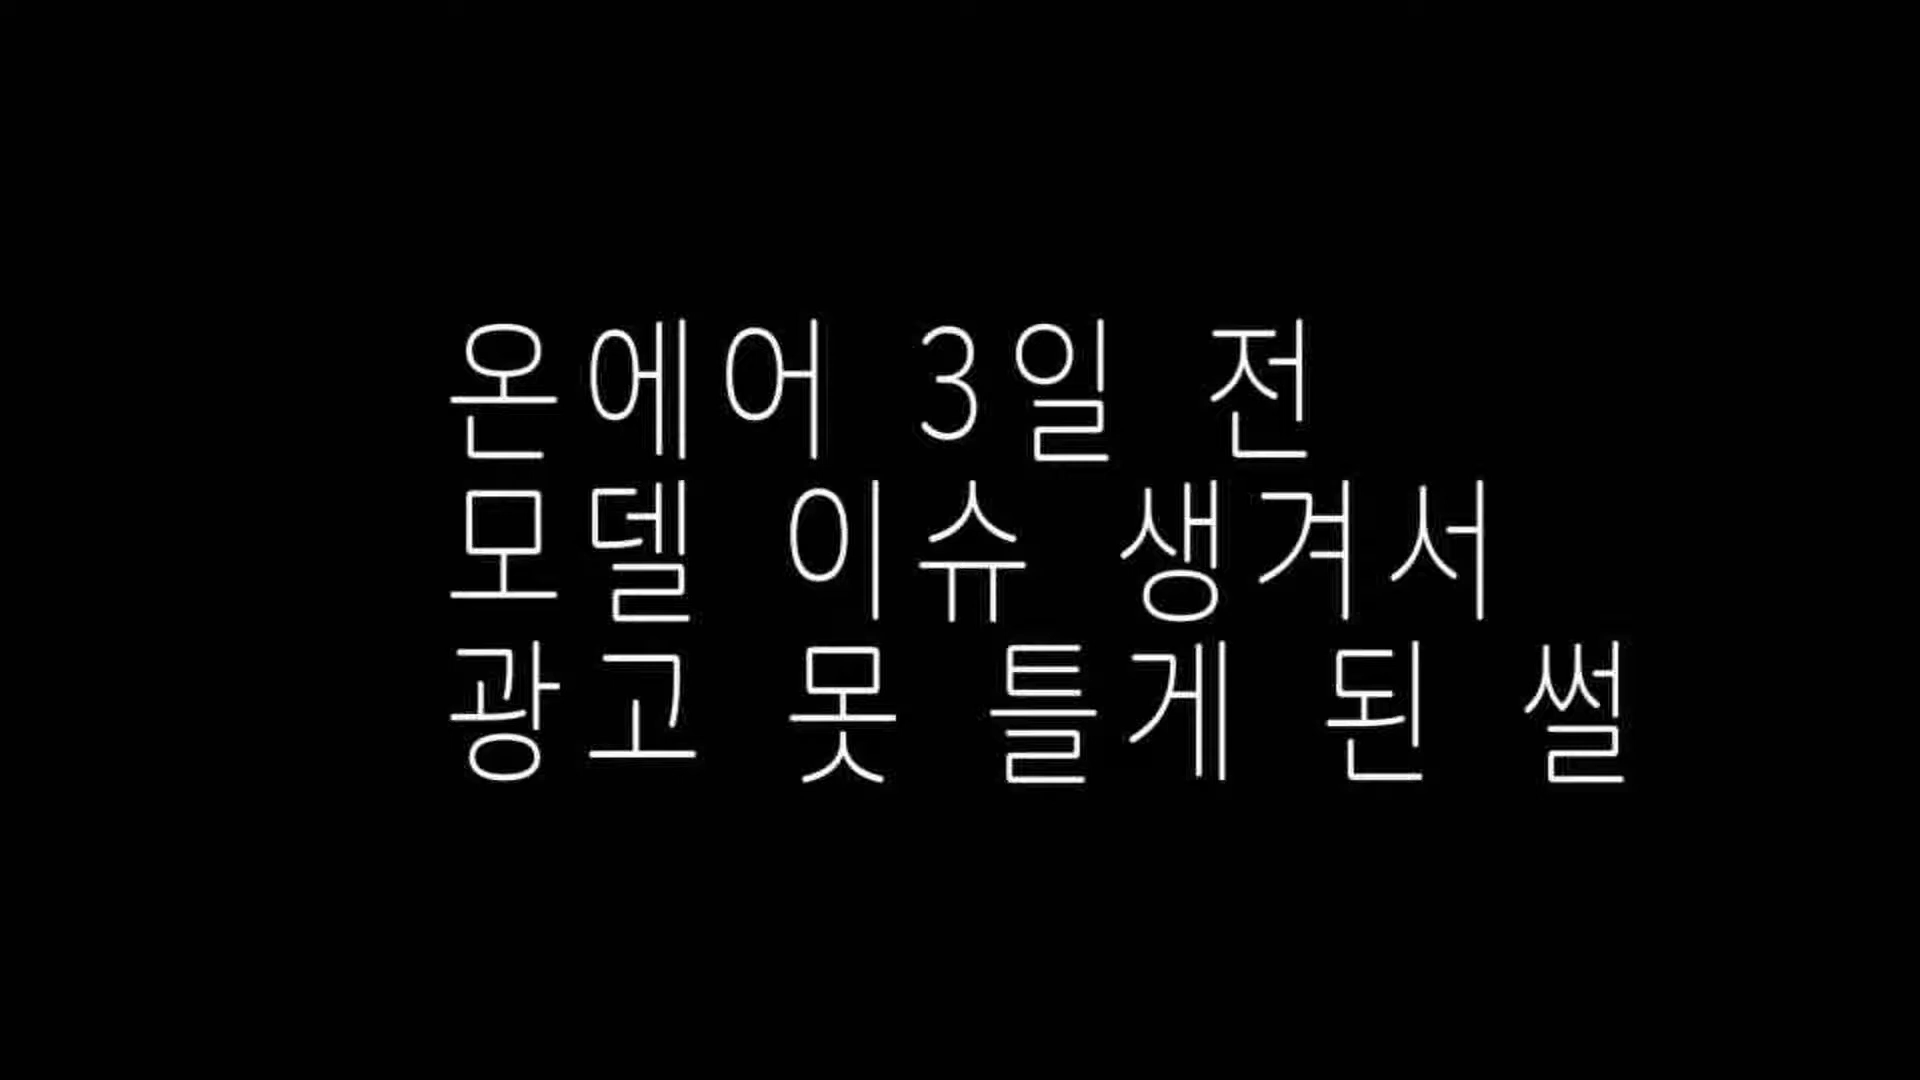 온에어 3일 전
모델 이슈 생겨서
광고 못 틀게 된 썰